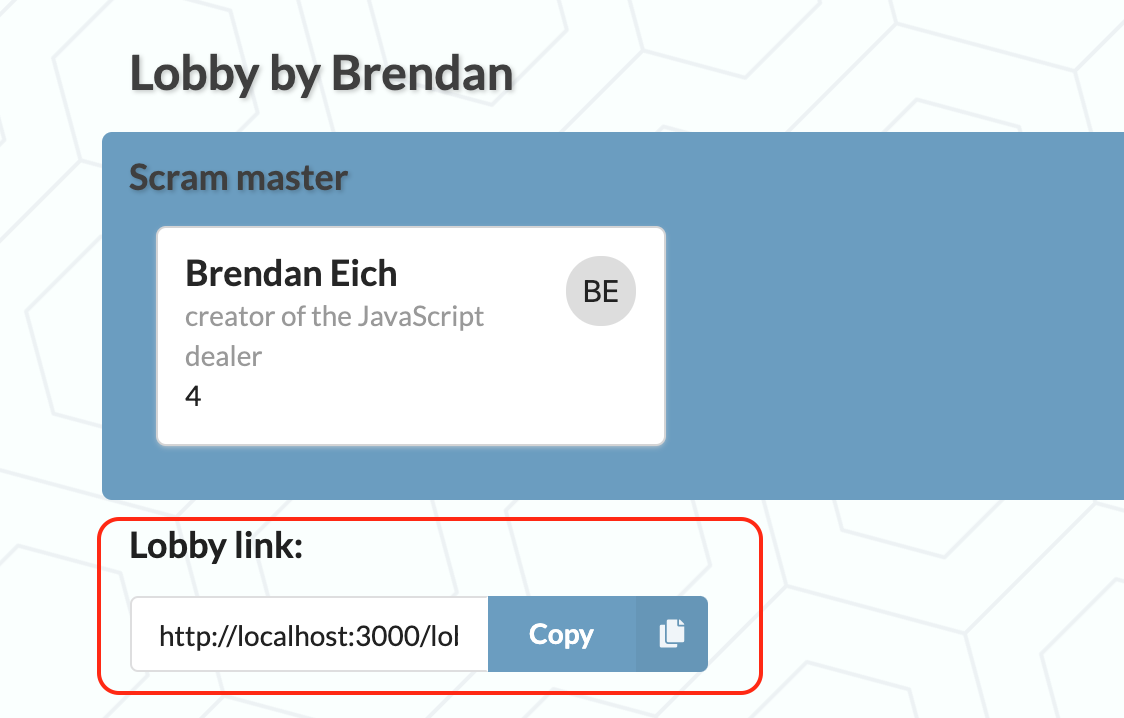 Lobby by Brendan
Scram master
Brendan Eich
BE
creator of the JavaScript
dealer
4
Lobby link:
http://localhost:3000/lo
Copy